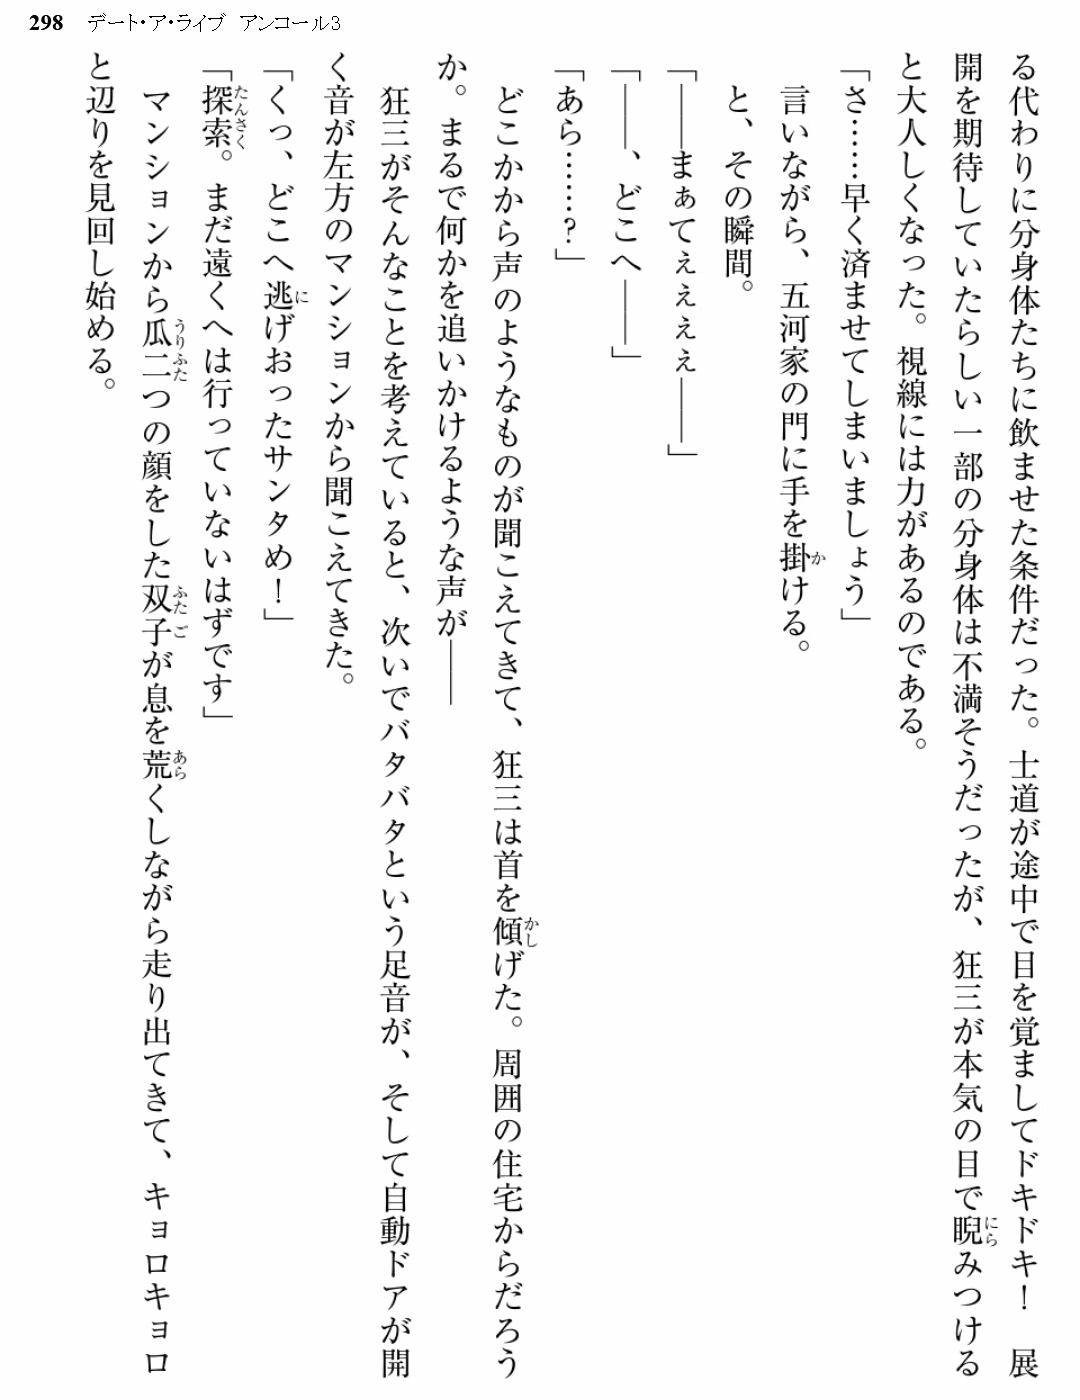 298 デート・ア・ライブ アンコール3
る代わりに分身体たちに飲ませた条件だった。士道が途中で目を覚ましてドキドキ！　展
開を期待していたらしい一部の分身体は不満そうだったが、狂三が本気の目で睨みつける
と大人しくなった。視線には力があるのである。
「さ……早く済ませてしまいましょう」
言いながら、五河家の門に手を掛ける。
と、その瞬間。
「――まぁてぇぇぇぇ――」
「――、どこへ――」
「あら……？」
どこかから声のようなものが聞こえてきて、狂三は首を傾げた。周囲の住宅からだろう
か。まるで何かを追いかけるような声が――
狂三がそんなことを考えていると、次いでバタバタという足音が、そして自動ドアが開
く音が左方のマンションから聞こえてきた。
「くっ、どこへ逃げおったサンタめ！」
「探索。まだ遠くへは行っていないはずです」
マンションから瓜二つの顔をした双子が息を荒くしながら走り出てきて、キョロキョロ
と辺りを見回し始める。